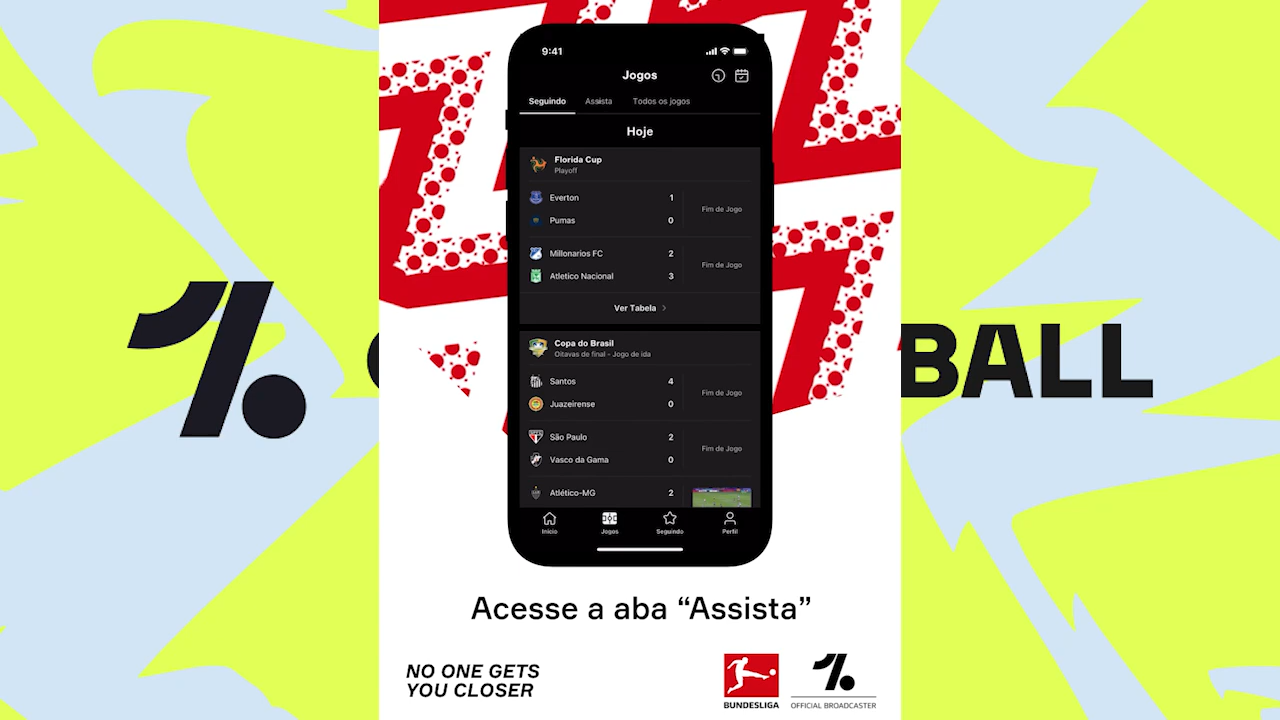 9:41
Jogos
Seguindo Assista Todos os jogos
Hoje
Florida Cup
Playoff
Everton 1
Pumas 0
Fim de Jogo
Millonarios FC 2
Atletico Nacional 3
Fim de Jogo
Ver Tabela
Copa do Brasil
Oitavas de final - Jogo de ida
Santos 4
Juazeirense 0
Fim de Jogo
São Paulo 2
Vasco da Gama 0
Fim de Jogo
Atlético-MG 2
Início Jogos Seguindo Perfil
BALL
Acesse a aba “Assista”
NO ONE GETS
YOU CLOSER
BUNDESLIGA
OFFICIAL BROADCASTER